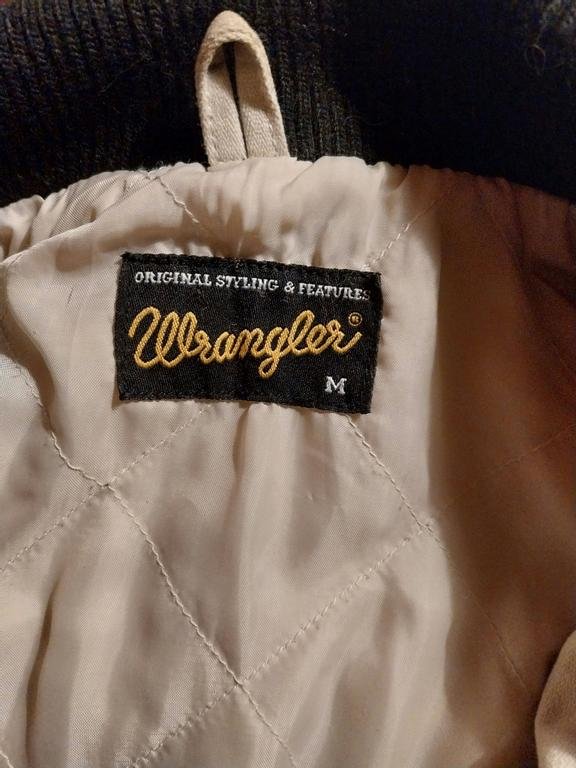 ORIGINAL STYLING & FEATURES
Wrangler®
M